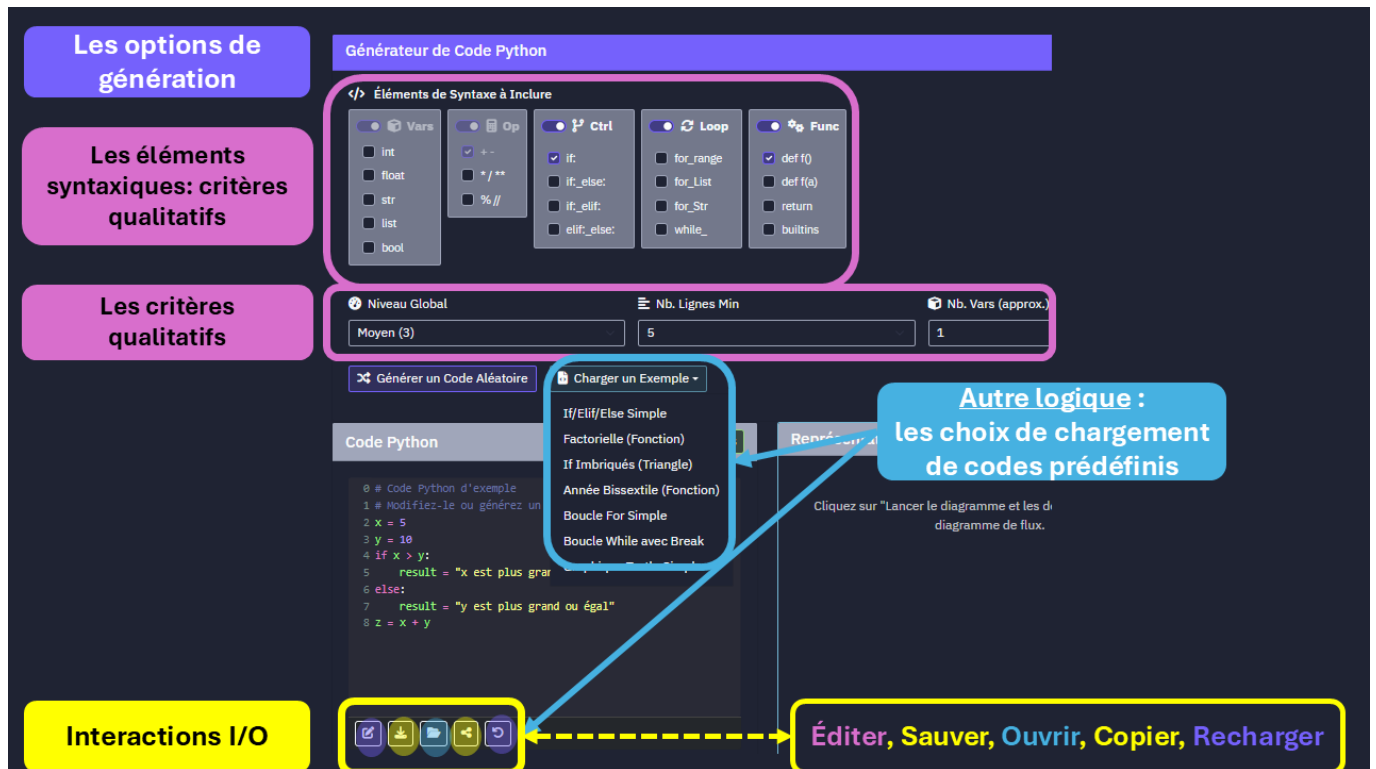 Les options de
génération
Générateur de Code Python
</> Éléments de Syntaxe à Inclure
Les éléments
syntaxiques: critères
qualitatifs
Vars
int
float
str
list
bool
Op
+ -
* / **
% //
Ctrl
if:
if:_else:
if:_elif:
elif:_else:
Loop
for_range
for_List
for_Str
while_
Func
def f()
def f(a)
return
builtins
Les critères
qualitatifs
Niveau Global
Moyen (3)
Nb. Lignes Min
5
Nb. Vars (approx.)
1
Générer un Code Aléatoire
Charger un Exemple
If/Elif/Else Simple
Factorielle (Fonction)
If Imbriqués (Triangle)
Année Bissextile (Fonction)
Boucle For Simple
Boucle While avec Break
Autre logique :
les choix de chargement
de codes prédéfinis
Code Python
0 # Code Python d'exemple
1 # Modifiez-le ou générez un
2 x = 5
3 y = 10
4 if x > y:
5 result = "x est plus gran
6 else:
7 result = "y est plus grand ou égal"
8 z = x + y
Cliquez sur "Lancer le diagramme et les d
diagramme de flux.
Interactions I/O
Éditer, Sauver, Ouvrir, Copier, Recharger